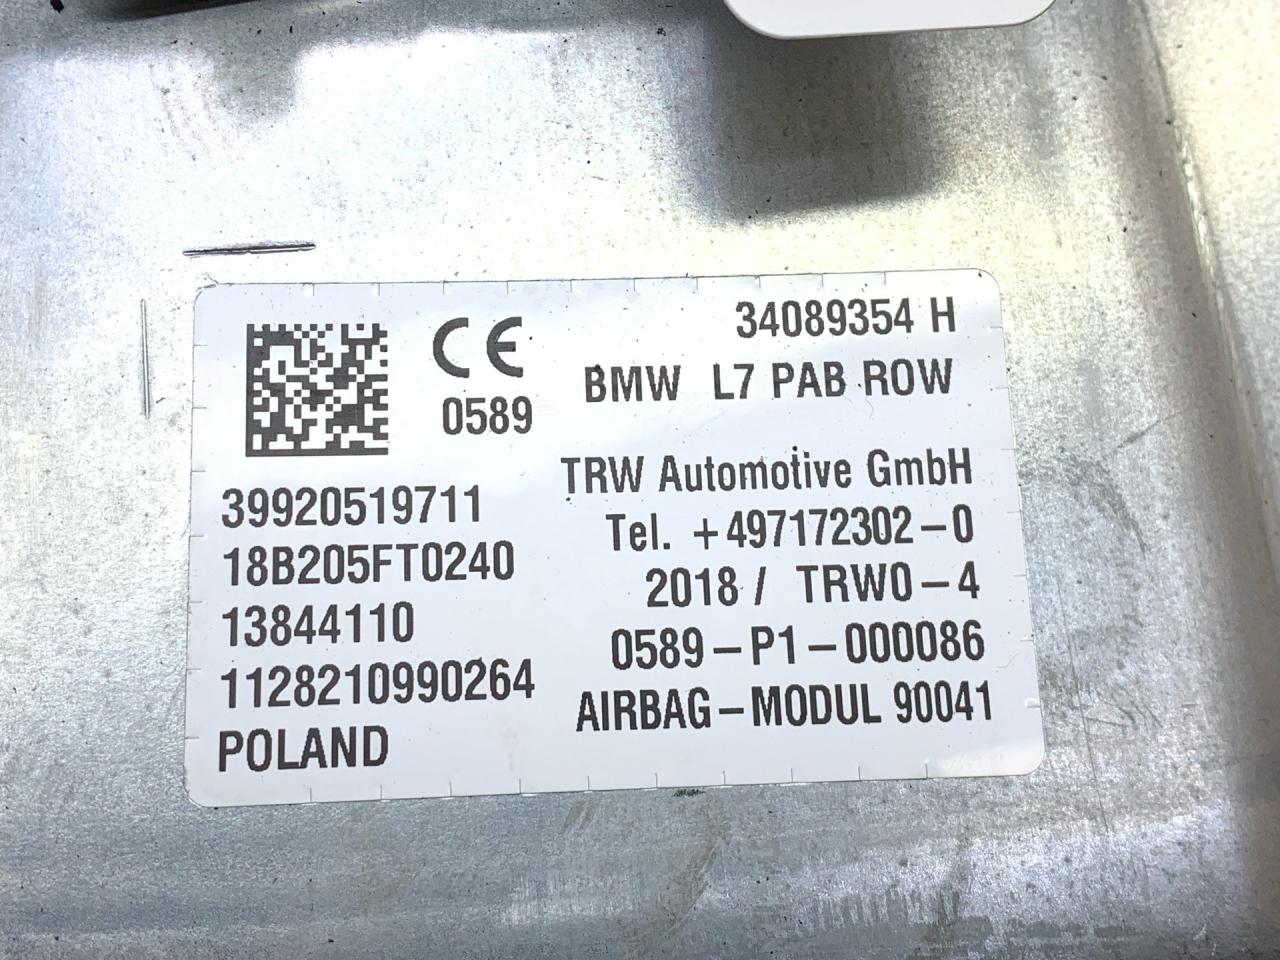 CE
0589
34089354 H
BMW L7 PAB ROW
TRW Automotive GmbH
Tel. +497172302-0
2018 / TRW0-4
0589-P1-000086
AIRBAG-MODUL 90041
39920519711
18B205FT0240
13844110
1128210990264
POLAND